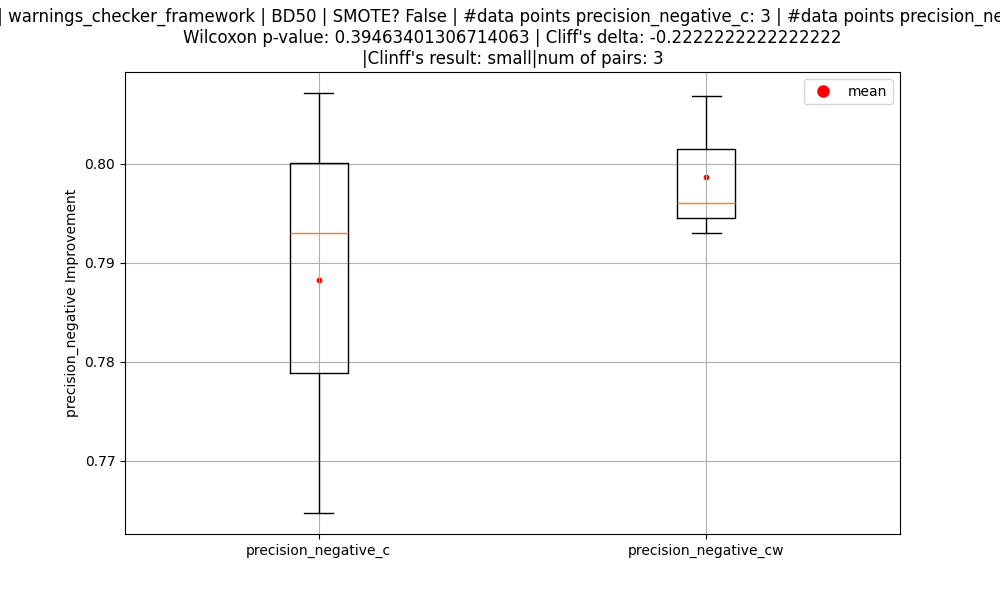 | warnings_checker_framework | BD50 | SMOTE? False | #data points precision_negative_c: 3 | #data points
Wilcoxon p-value: 0.39463401306714063 | Cliff's delta: -0.2222222222222222
|Clinff's result: small|num of pairs: 3
mean
0.80
0.79
0.78
0.77
precision_negative Improvement
precision_negative_c
precision_negative_cw